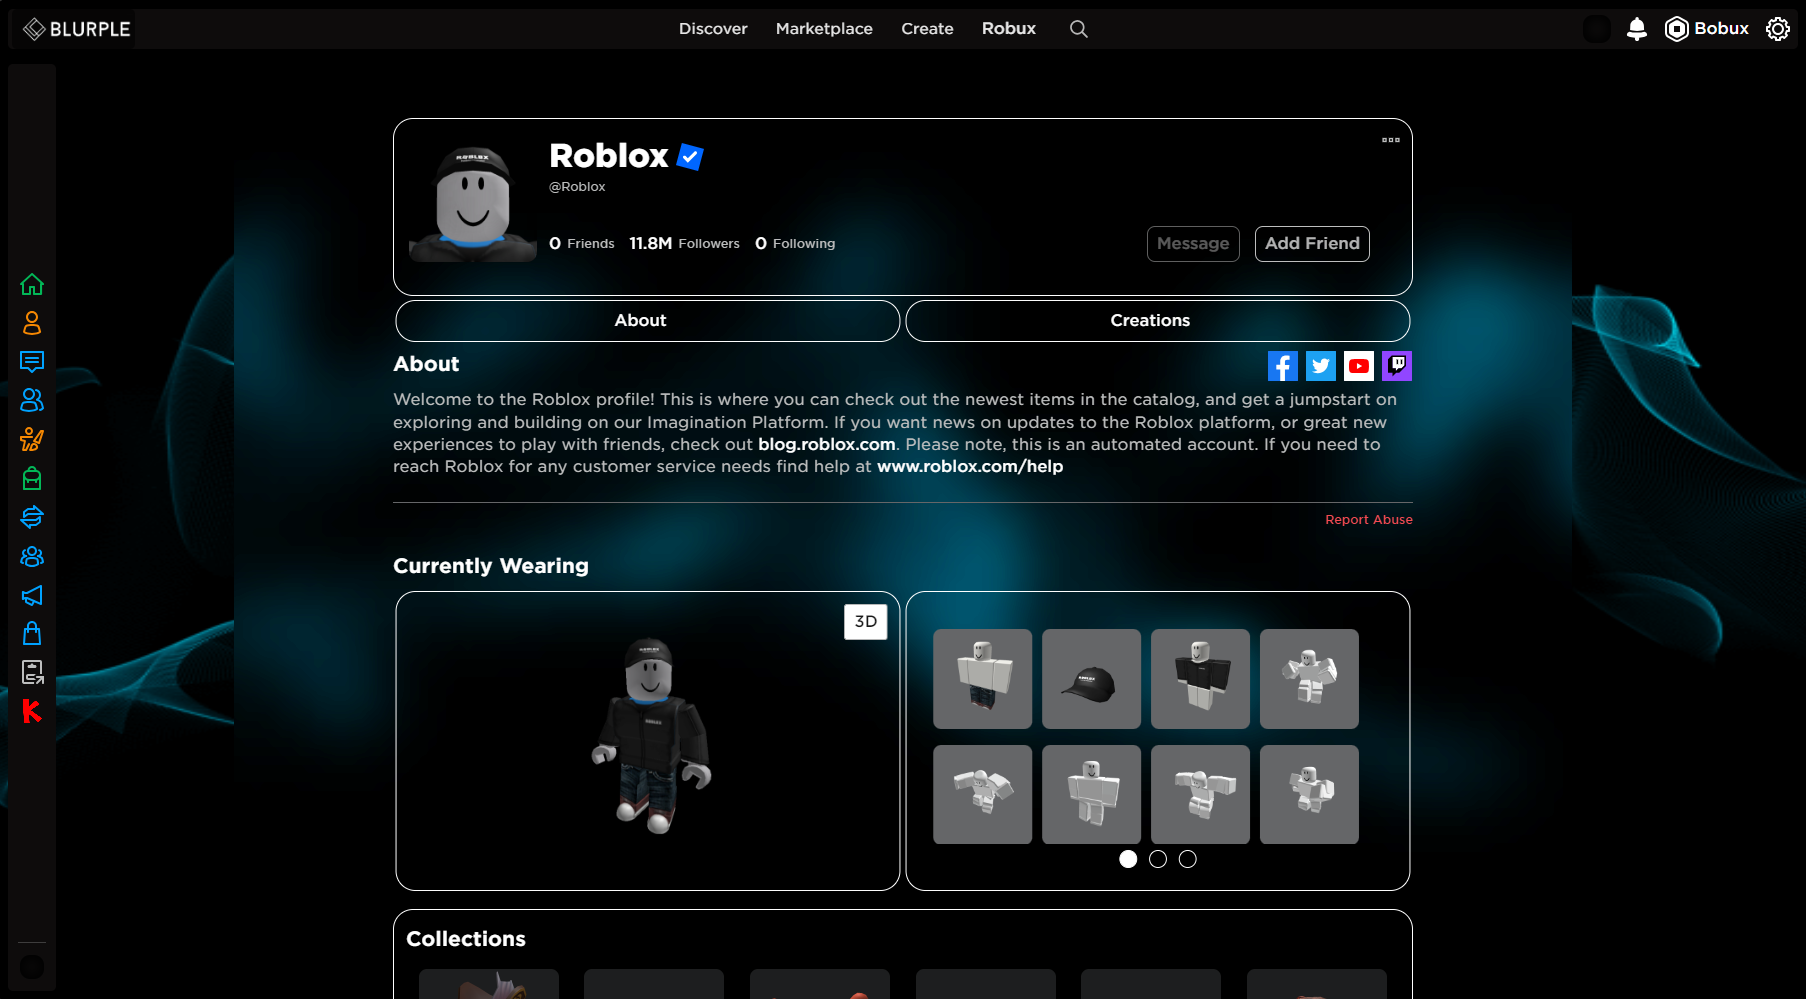 BLURPLE
Discover Marketplace Create Robux
Bobux
Roblox
@Roblox
0 Friends 11.8M Followers 0 Following
Message Add Friend
About Creations
About
Welcome to the Roblox profile! This is where you can check out the newest items in the catalog, and get a jumpstart on
exploring and building on our Imagination Platform. If you want news on updates to the Roblox platform, or great new
experiences to play with friends, check out blog.roblox.com. Please note, this is an automated account. If you need to
reach Roblox for any customer service needs find help at www.roblox.com/help
Report Abuse
Currently Wearing
3D
Collections